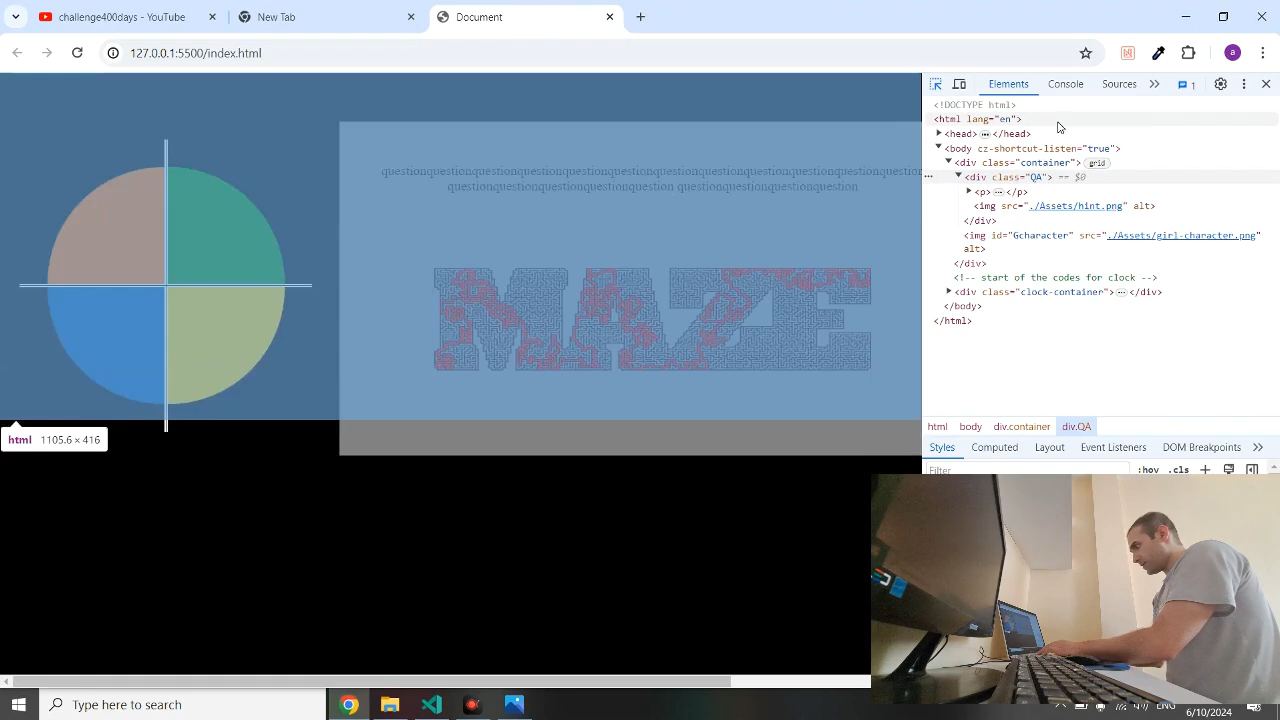 challenge400days - YouTube
New Tab
Document
127.0.0.1:5500/index.html
a
Elements
Console
Sources
1
<!DOCTYPE html>
<html lang="en">
<head> </head>
<body cz-shortcut-listen="true">
<div class="container"> grid
<div class="QA"> == $0
<p> </p>
<img src="./Assets/hint.png" alt>
</div>
<img id="Gcharacter" src="./Assets/girl-character.png"
alt>
</div>
<!-- start of the codes for clock -->
<div class="clock-container"> </div>
</body>
</html>
questionquestionquestionquestionquestionquestionquestionquestionquestionquestionquestionquestion
questionquestionquestionquestionquestion questionquestionquestionquestion
MAZE
html 1105.6 × 416
html
body
div.container
div.QA
Styles
Computed
Layout
Event Listeners
DOM Breakpoints
Filter
:hov
.cls
Type here to search
ENG
6/10/2024